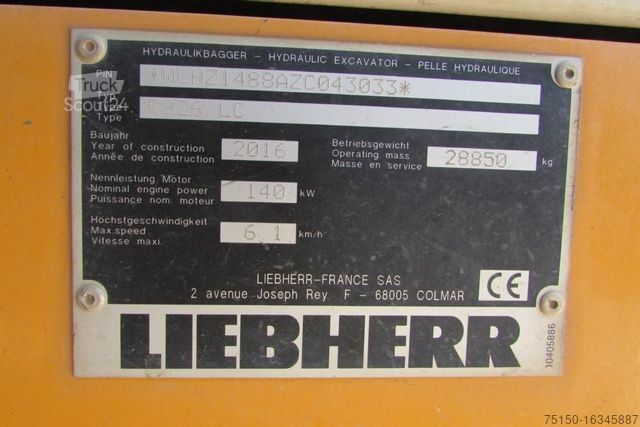 HYDRAULIKBAGGER - HYDRAULIC EXCAVATOR - PELLE HYDRAULIQUE
PIN *WLHZ1488AZC043033*
Typ
Type R926 LC
Type
Baujahr
Year of construction 2016
Année de construction
Betriebsgewicht
Operating mass 28850 kg
Masse en service
Nennleistung Motor
Nominal engine power 140 kW
Puissance nom. moteur
Höchstgeschwindigkeit
Max.speed 6.1 km/h
Vitesse maxi.
LIEBHERR-FRANCE SAS
2 avenue Joseph Rey F - 68005 COLMAR
CE
LIEBHERR
10405886
Truck
Scout24
75150-16345887